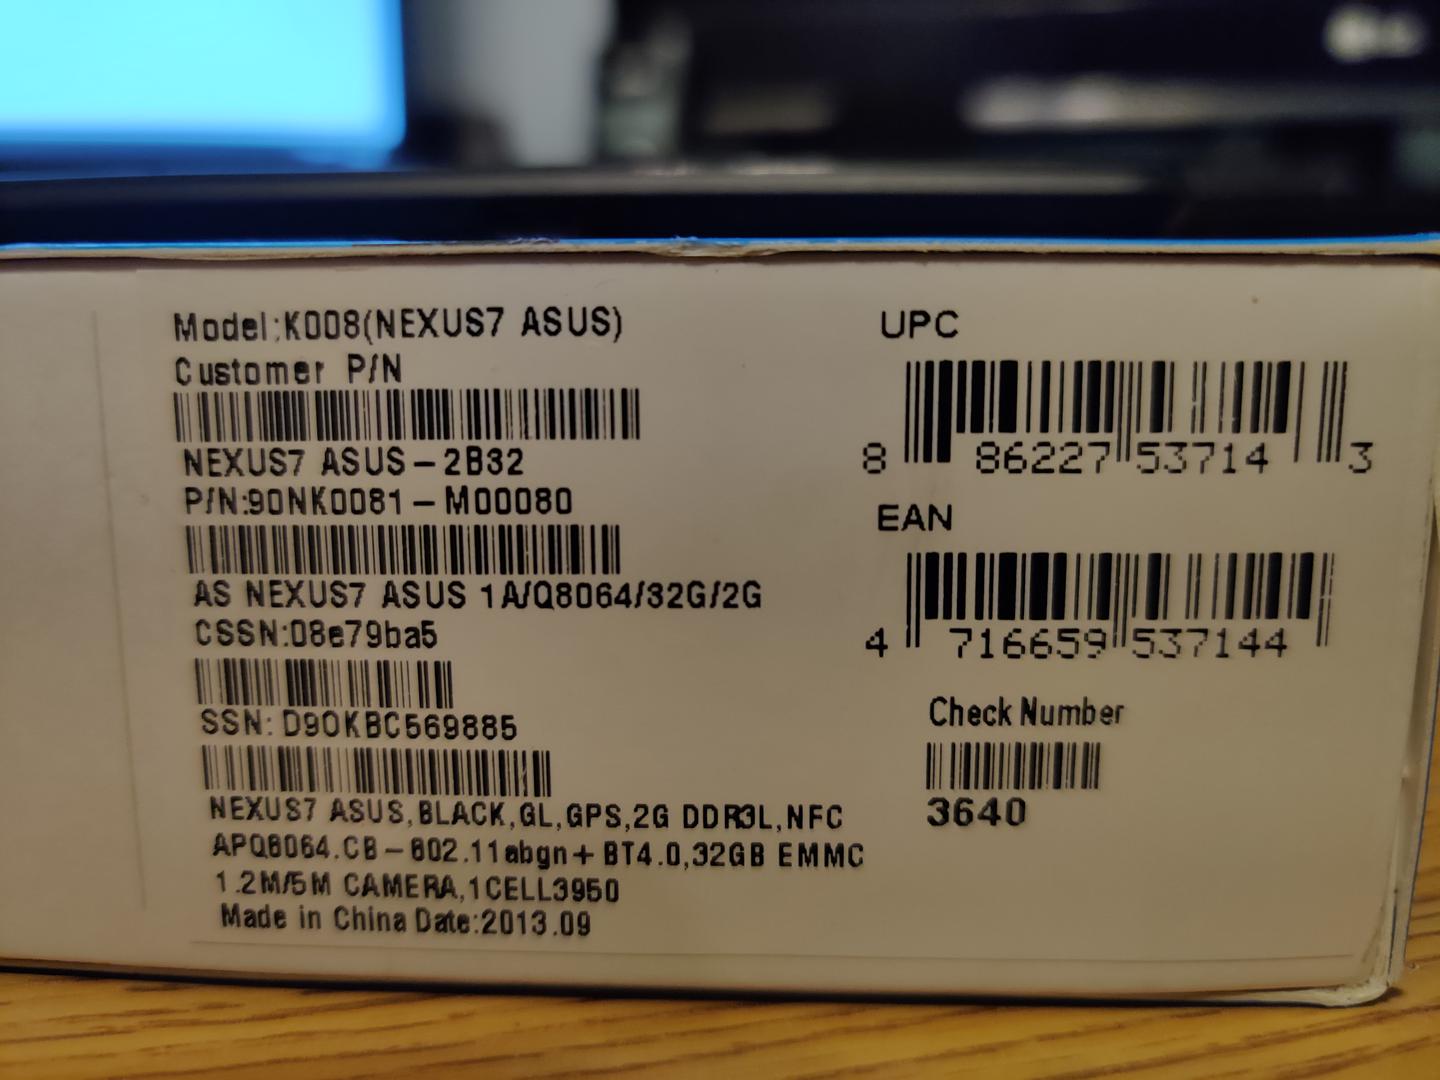 Model:K008(NEXUS7 ASUS)
Customer P/N
NEXUS7 ASUS-2B32
P/N:90NK0081-M00080
AS NEXUS7 ASUS 1A/Q8064/32G/2G
CSSN:08e79ba5
SSN: D9OKBC569885
NEXUS7 ASUS,BLACK,GL,GPS,2G DDR3L,NFC
APQ8064.CB-802.11abgn+BT4.0,32GB EMMC
1.2M/5M CAMERA,1CELL3950
Made in China Date:2013.09
UPC
8 86227 53714 3
EAN
4 716659 537144
Check Number
3640